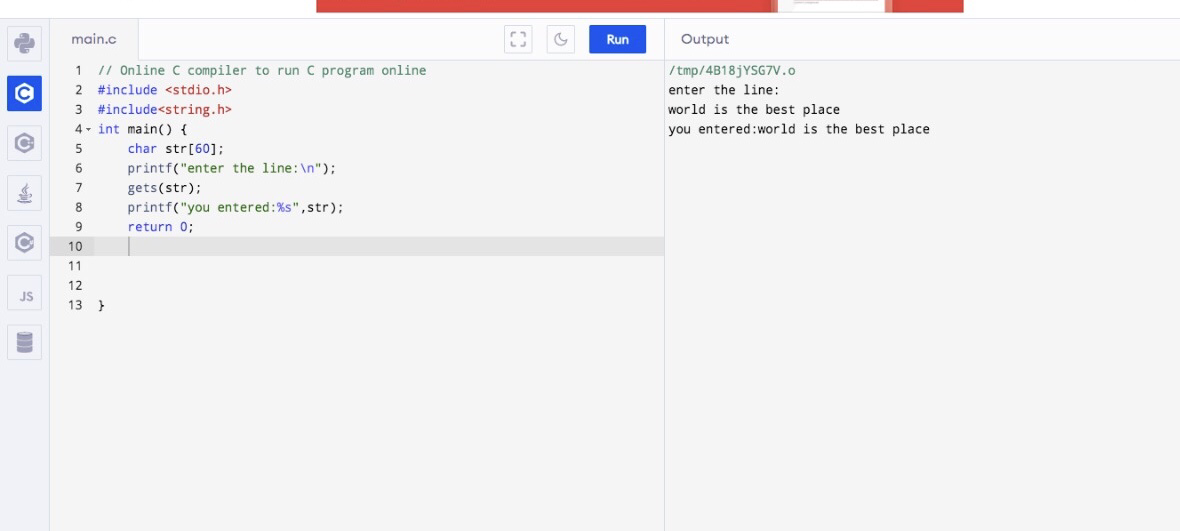 main.c
Run
Output
1 // Online C compiler to run C program online
2 #include <stdio.h>
3 #include<string.h>
4 int main() {
5     char str[60];
6     printf("enter the line:\n");
7     gets(str);
8     printf("you entered:%s",str);
9     return 0;
10
11
12
13 }
JS
/tmp/4B18jYSG7V.o
enter the line:
world is the best place
you entered:world is the best place